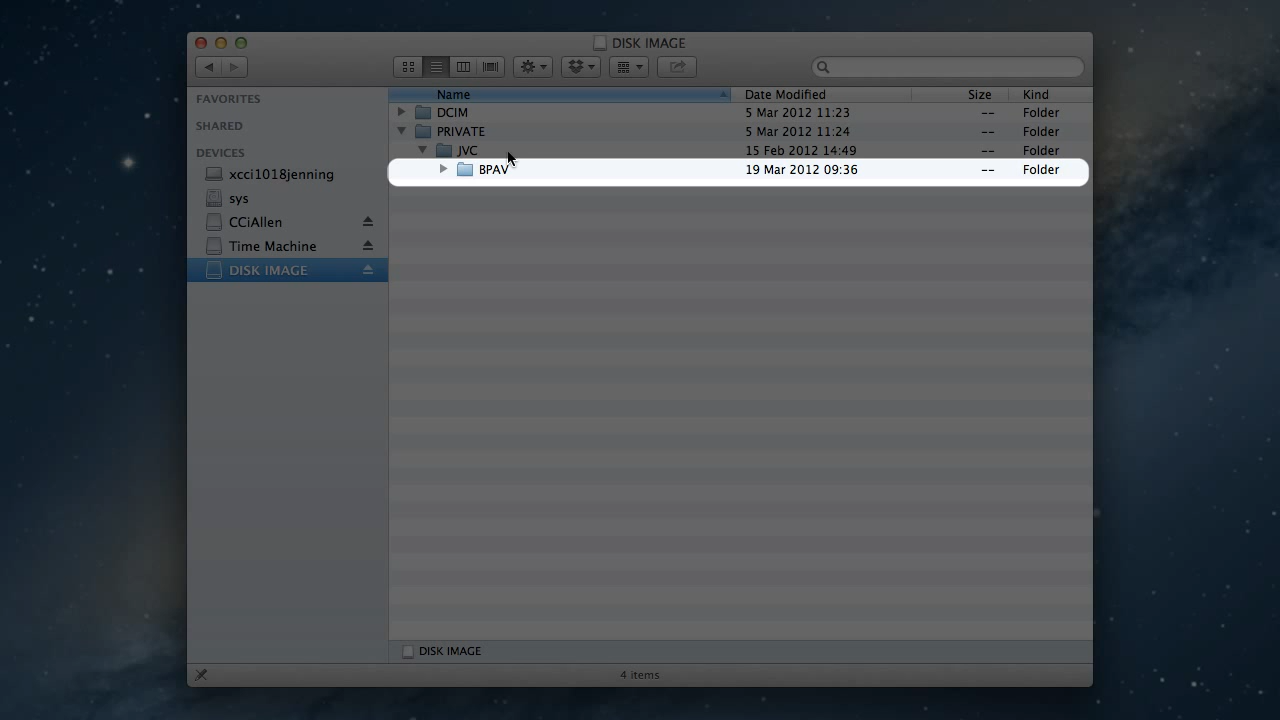 DISK IMAGE
FAVORITES
SHARED
DEVICES
xcci1018jenning
sys
CCiAllen
Time Machine
DISK IMAGE
Name Date Modified Size Kind
DCIM 5 Mar 2012 11:23 -- Folder
PRIVATE 5 Mar 2012 11:24 -- Folder
JVC 15 Feb 2012 14:49 -- Folder
BPAV 19 Mar 2012 09:36 -- Folder
DISK IMAGE
4 items